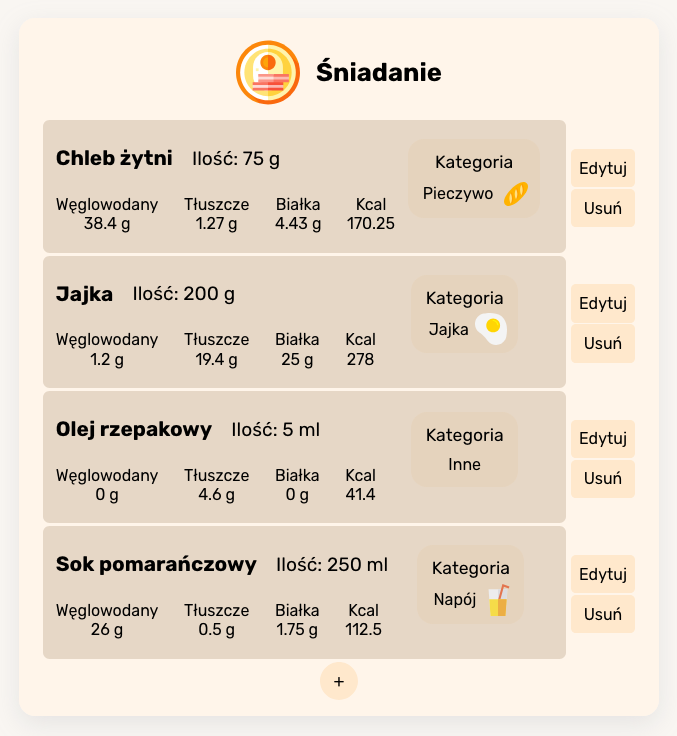 Śniadanie
Chleb żytni Ilość: 75 g
Kategoria
Pieczywo
Węglowodany Tłuszcze Białka Kcal
38.4 g 1.27 g 4.43 g 170.25
Edytuj
Usuń
Jajka Ilość: 200 g
Kategoria
Jajka
Węglowodany Tłuszcze Białka Kcal
1.2 g 19.4 g 25 g 278
Edytuj
Usuń
Olej rzepakowy Ilość: 5 ml
Kategoria
Inne
Węglowodany Tłuszcze Białka Kcal
0 g 4.6 g 0 g 41.4
Edytuj
Usuń
Sok pomarańczowy Ilość: 250 ml
Kategoria
Napój
Węglowodany Tłuszcze Białka Kcal
26 g 0.5 g 1.75 g 112.5
Edytuj
Usuń
+